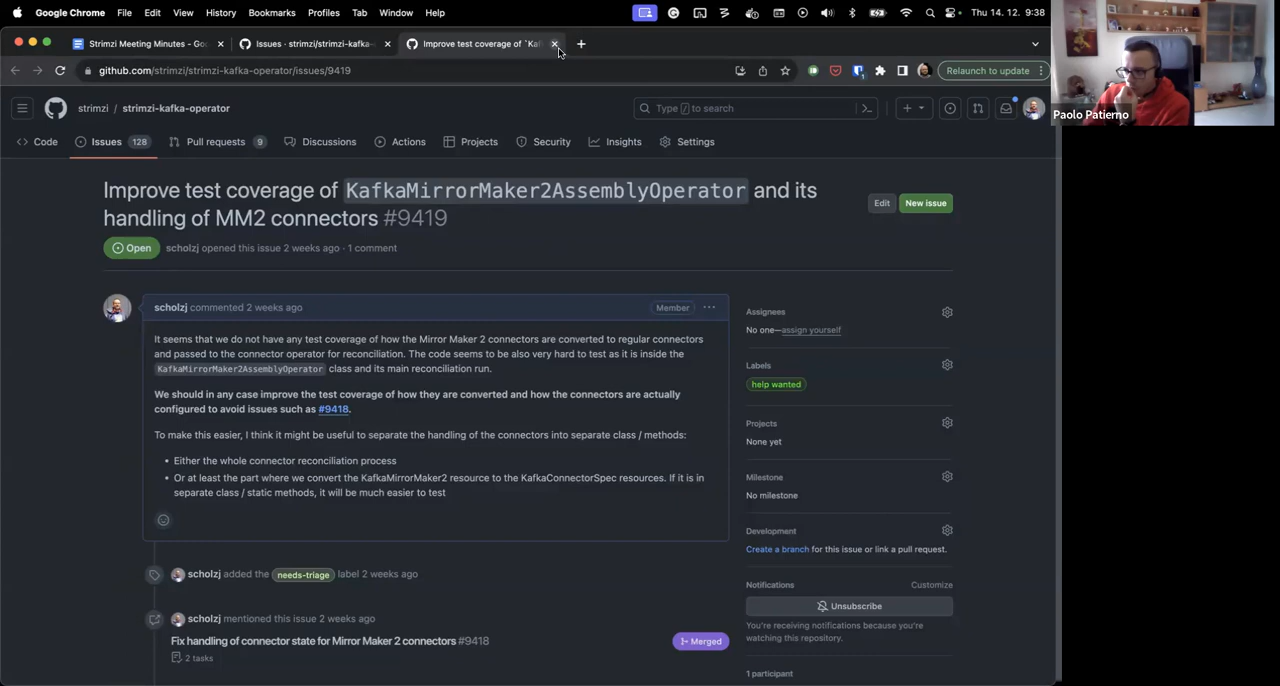 Google Chrome File Edit View History Bookmarks Profiles Tab Window Help Thu 14. 12. 9:38
Strimzi Meeting Minutes - Go
Issues · strimzi/strimzi-kafka-
Improve test coverage of `Kaf
github.com/strimzi/strimzi-kafka-operator/issues/9419
Relaunch to update
Paolo Patierno
strimzi / strimzi-kafka-operator
Type / to search
Code Issues 128 Pull requests 9 Discussions Actions Projects Security Insights Settings
Improve test coverage of KafkaMirrorMaker2AssemblyOperator and its
handling of MM2 connectors #9419
Edit New issue
Open scholzj opened this issue 2 weeks ago · 1 comment
scholzj commented 2 weeks ago Member ···
It seems that we do not have any test coverage of how the Mirror Maker 2 connectors are converted to regular connectors
and passed to the connector operator for reconciliation. The code seems to be also very hard to test as it is inside the
KafkaMirrorMaker2AssemblyOperator class and its main reconciliation run.
We should in any case improve the test coverage of how they are converted and how the connectors are actually
configured to avoid issues such as #9418.
To make this easier, I think it might be useful to separate the handling of the connectors into separate class / methods:
• Either the whole connector reconciliation process
• Or at least the part where we convert the KafkaMirrorMaker2 resource to the KafkaConnectorSpec resources. If it is in
separate class / static methods, it will be much easier to test
scholzj added the needs-triage label 2 weeks ago
scholzj mentioned this issue 2 weeks ago
Fix handling of connector state for Mirror Maker 2 connectors #9418
Merged
2 tasks
Assignees
No one—assign yourself
Labels
help wanted
Projects
None yet
Milestone
No milestone
Development
Create a branch for this issue or link a pull request.
Notifications Customize
Unsubscribe
You're receiving notifications because you're
watching this repository.
1 participant